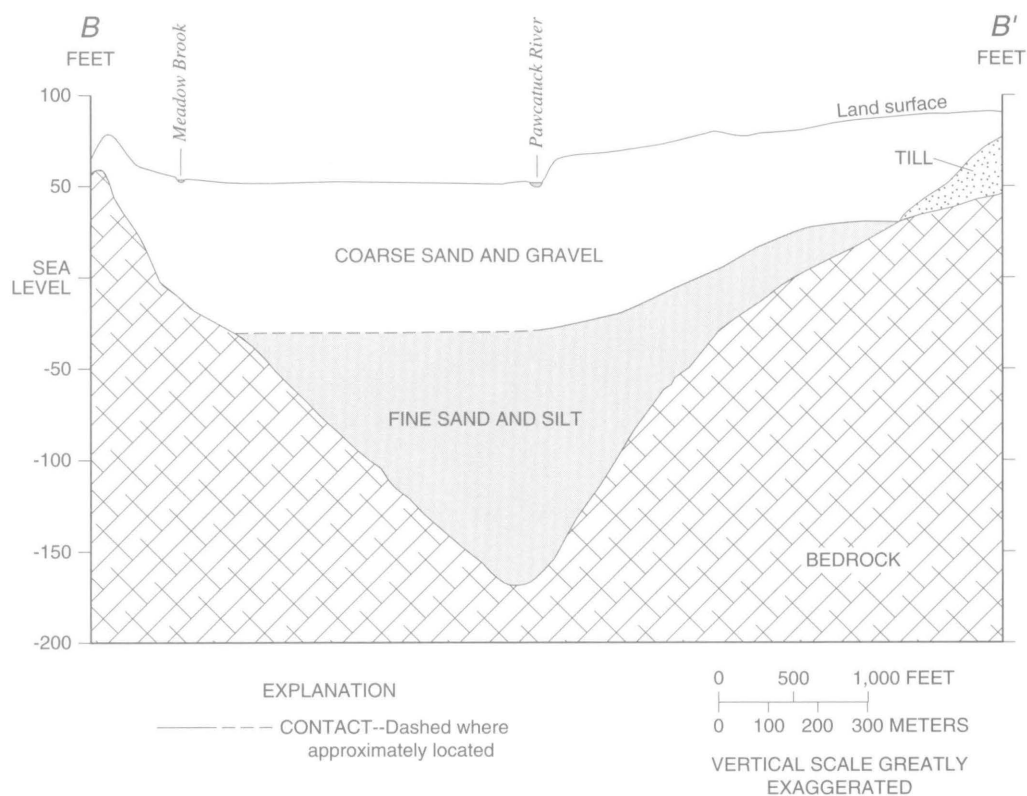 B
FEET
B'
FEET
Meadow Brook
Pawcatuck River
100
50
SEA
LEVEL
-50
-100
-150
-200
Land surface
TILL
COARSE SAND AND GRAVEL
FINE SAND AND SILT
BEDROCK
EXPLANATION
CONTACT--Dashed where
approximately located
0 500 1,000 FEET
0 100 200 300 METERS
VERTICAL SCALE GREATLY
EXAGGERATED